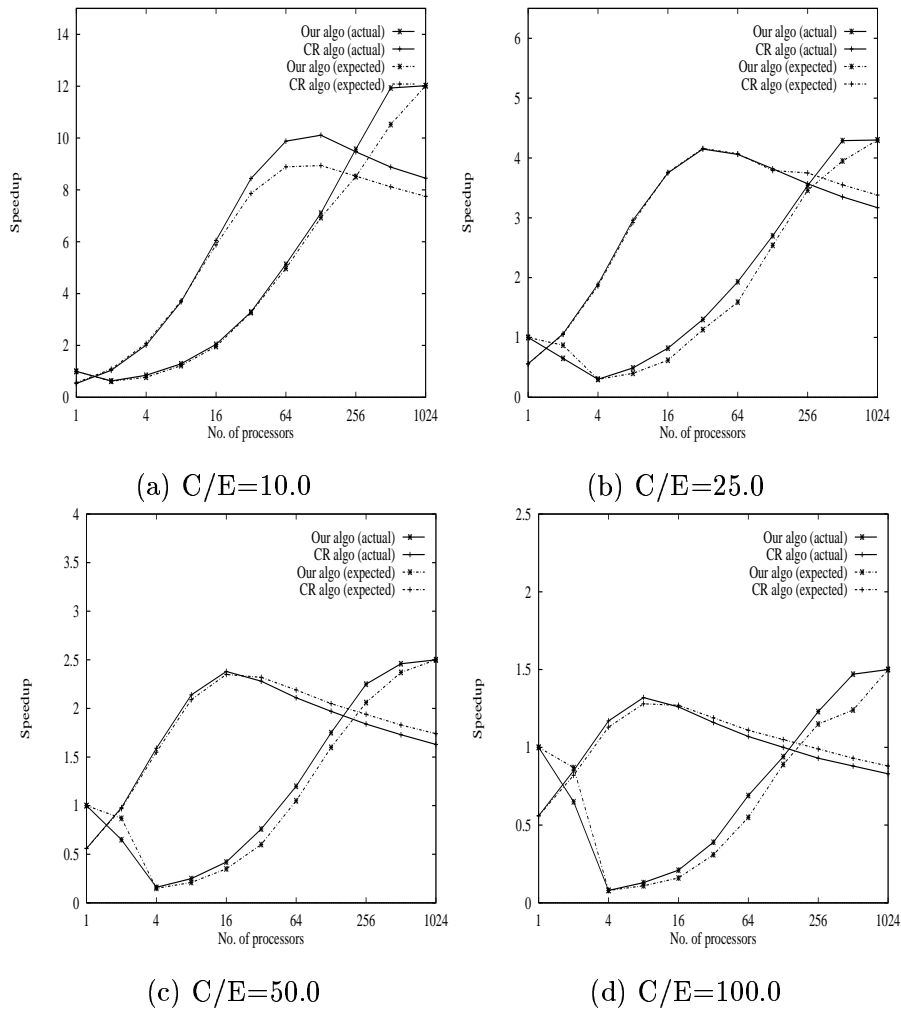 14
12
10
8
6
4
2
0
Speedup
Our algo (actual)
CR algo (actual)
Our algo (expected)
CR algo (expected)
1 4 16 64 256 1024
No. of processors
(a) C/E=10.0
6
5
4
3
2
1
0
Speedup
Our algo (actual)
CR algo (actual)
Our algo (expected)
CR algo (expected)
1 4 16 64 256 1024
No. of processors
(b) C/E=25.0
4
3.5
3
2.5
2
1.5
1
0.5
0
Speedup
Our algo (actual)
CR algo (actual)
Our algo (expected)
CR algo (expected)
1 4 16 64 256 1024
No. of processors
(c) C/E=50.0
2.5
2
1.5
1
0.5
0
Speedup
Our algo (actual)
CR algo (actual)
Our algo (expected)
CR algo (expected)
1 4 16 64 256 1024
No. of processors
(d) C/E=100.0